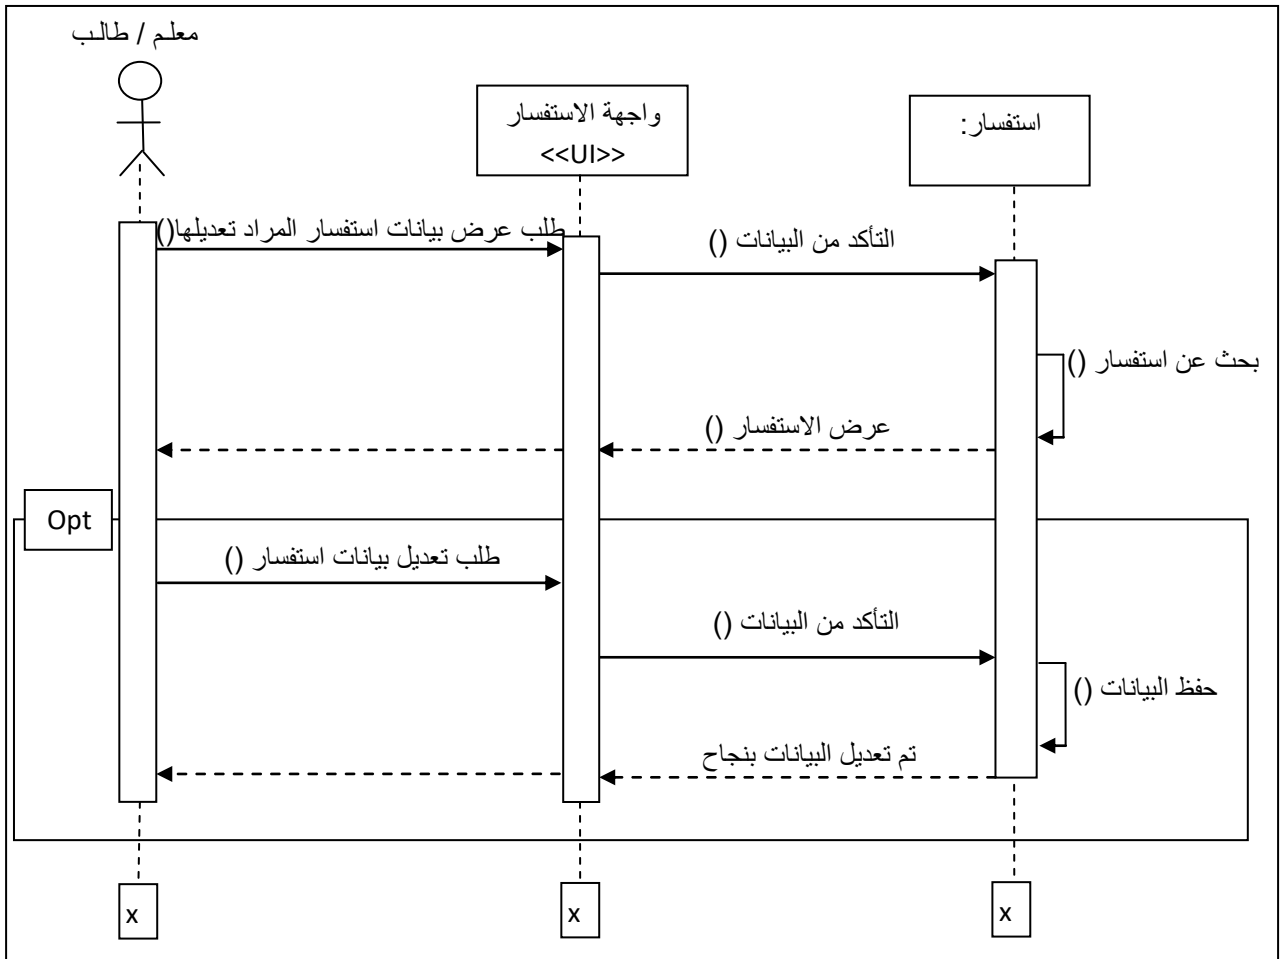 معلم / طالب
واجهة الاستفسار
<<UI>>
استفسار:
طلب عرض بيانات استفسار المراد تعديلها()
التأكد من البيانات ()
بحث عن استفسار ()
عرض الاستفسار ()
Opt
طلب تعديل بيانات استفسار ()
التأكد من البيانات ()
حفظ البيانات ()
تم تعديل البيانات بنجاح
x
x
x